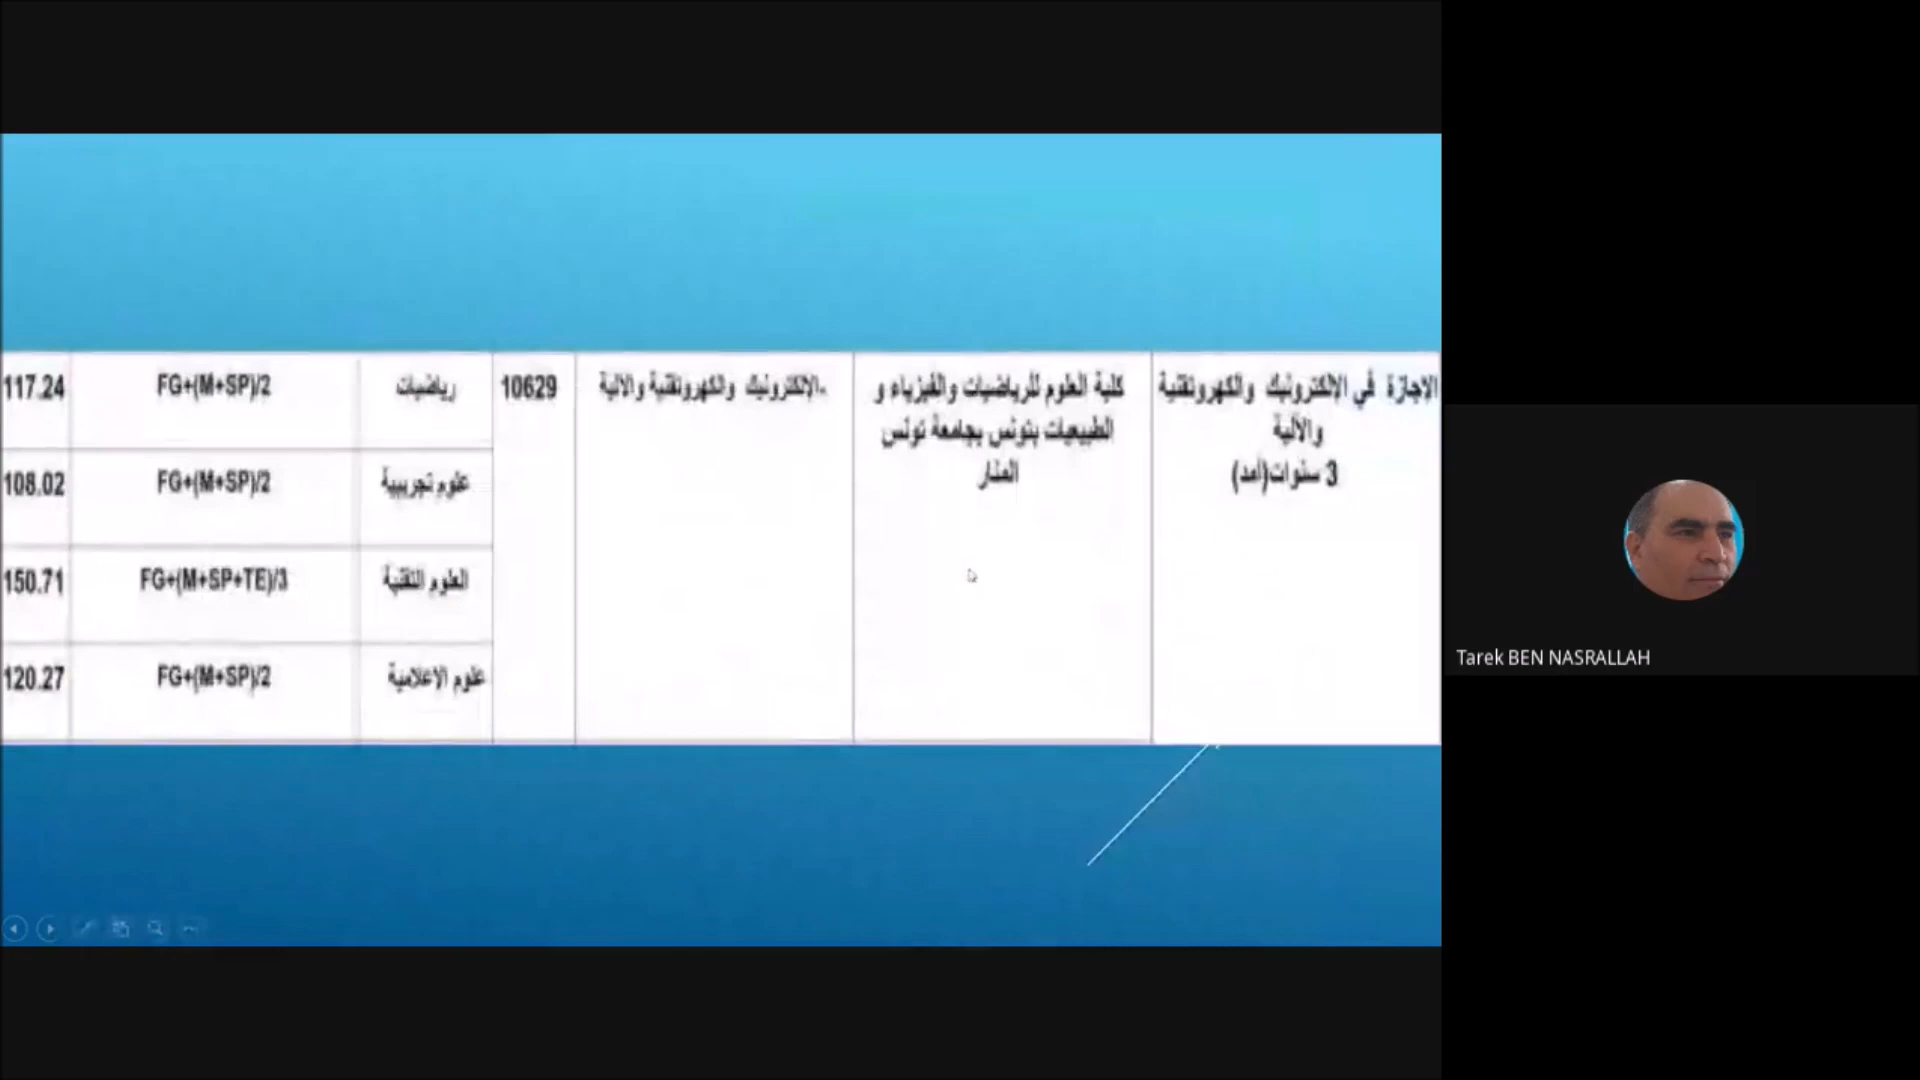 الاجازة في الإلكترونيك والكهروتقنية
والآلية
3 سنوات(أمد)
كلية العلوم للرياضيات والفيزياء و
الطبيعيات بتونس بجامعة تونس
المنار
-الإلكترونيك والكهروتقنية والآلية
10629
رياضيات
FG+(M+SP)/2
117.24
علوم تجريبية
FG+(M+SP)/2
108.02
العلوم التقنية
FG+(M+SP+TE)/3
150.71
علوم الإعلامية
FG+(M+SP)/2
120.27
Tarek BEN NASRALLAH